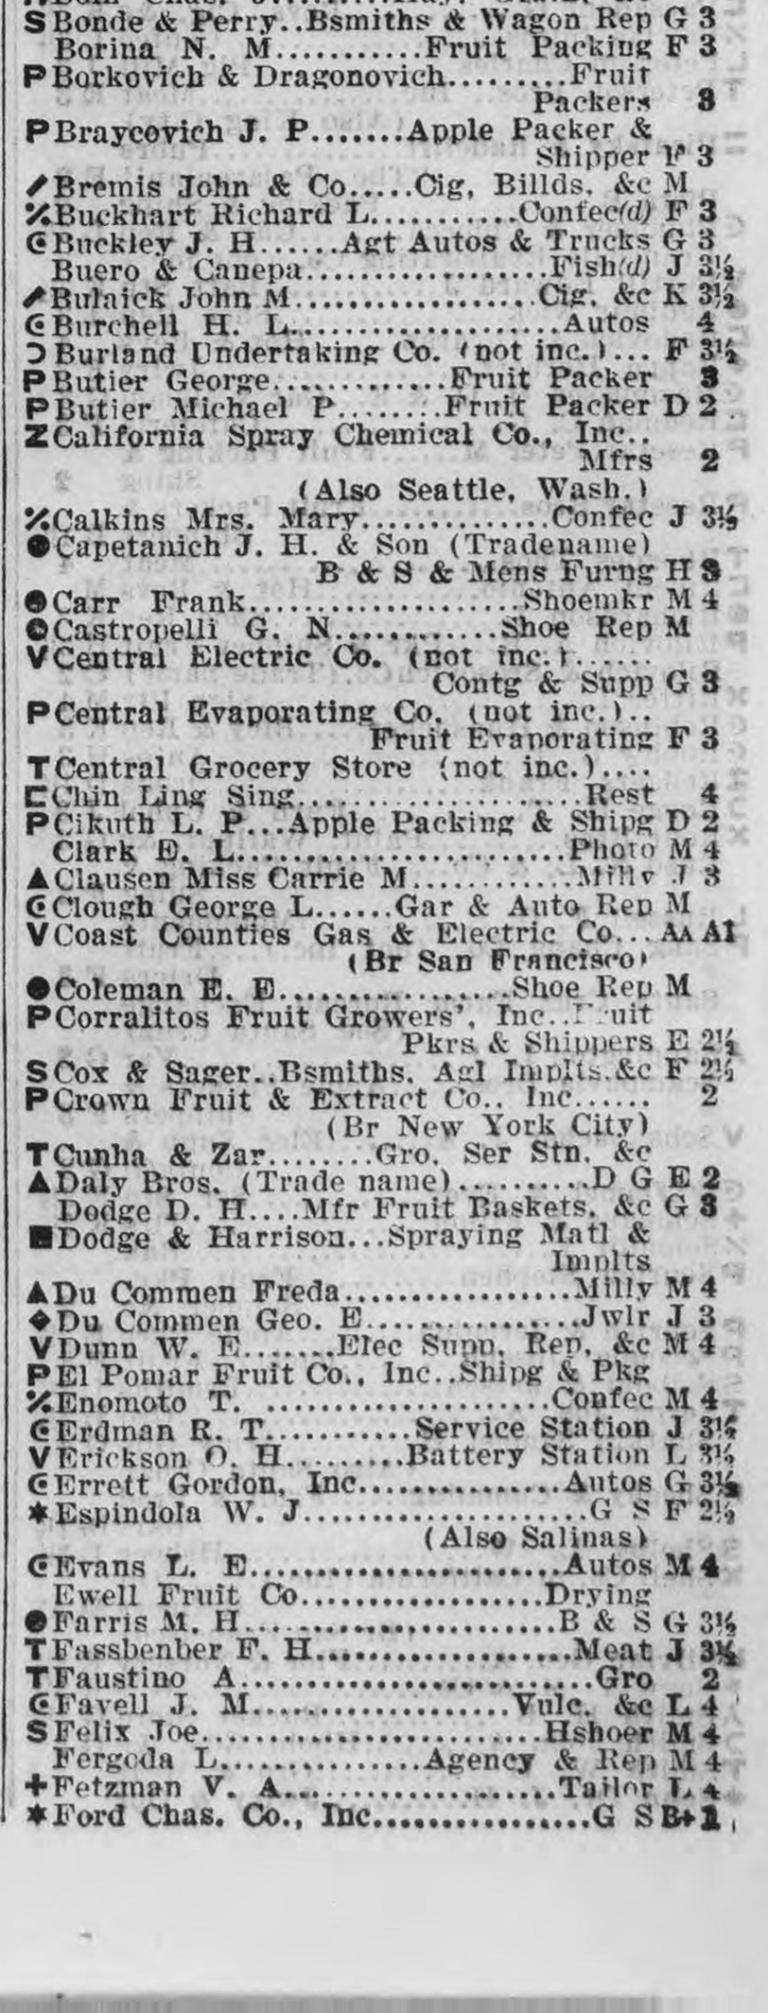 S Bonde & Perry..Bsmiths & Wagon Rep G 3
Borina N. M...........Fruit Packing F 3
P Borkovich & Dragonovich.........Fruit
Packers 3
P Braycovich J. P........Apple Packer &
Shipper F 3
Bremis John & Co.....Cig, Billds. &c M
Buckhart Richard L...........Confec(d) F 3
Buckley J. H......Agt Autos & Trucks G 3
Buero & Canepa..................Fish(d) J 3½
Bulaick John M..................Cig. &c K 3½
Burchell H. L....................Autos 4
Burland Undertaking Co. (not inc.)... F 3½
P Butier George.............Fruit Packer 3
P Butier Michael P........Fruit Packer D 2
Z California Spray Chemical Co., Inc..
Mfrs 2
(Also Seattle, Wash.)
Calkins Mrs. Mary..............Confec J 3½
● Capetanich J. H. & Son (Tradename)
B & S & Mens Furng H 3
Carr Frank.....................Shoemkr M 4
Castropelli G. N.............Shoe Rep M
V Central Electric Co. (not inc.)......
Contg & Supp G 3
P Central Evaporating Co. (not inc.)..
Fruit Evaporating F 3
T Central Grocery Store (not inc.)....
Chin Ling Sing......................Rest 4
P Cikuth L. P...Apple Packing & Shipg D 2
Clark E. L.........................Photo M 4
▲ Clausen Miss Carrie M............Milly J 3
Clough George L......Gar & Auto Rep M
V Coast Counties Gas & Electric Co... AA A1
(Br San Francisco)
● Coleman E. E..................Shoe Rep M
P Corralitos Fruit Growers', Inc..Fruit
Pkrs & Shippers E 2½
S Cox & Sager..Bsmiths. Agl Implts.&c F 2½
P Crown Fruit & Extract Co., Inc...... 2
(Br New York City)
T Cunha & Zar........Gro. Ser Stn. &c
▲ Daly Bros. (Trade name)..........D G E 2
Dodge D. H....Mfr Fruit Baskets. &c G 3
■ Dodge & Harrison...Spraying Matl &
Implts
▲ Du Commen Freda.................Milly M 4
◆ Du Commen Geo. E................Jwlr J 3
V Dunn W. E.......Elec Supp. Rep. &c M 4
P El Pomar Fruit Co., Inc..Shipg & Pkg
Enomoto T. .....................Confec M 4
Erdman R. T...........Service Station J 3½
V Erickson O. H.........Battery Station L 3½
Errett Gordon, Inc...............Autos G 3½
* Espindola W. J.....................G S F 2½
(Also Salinas)
Evans L. E........................Autos M 4
Ewell Fruit Co..................Drying
● Farris M. H.......................B & S G 3½
T Fassbenber F. H...................Meat J 3½
T Faustino A..........................Gro 2
Favell J. M...................Vulc. &c L 4
S Felix Joe.........................Hshoer M 4
Fergoda L...............Agency & Rep M 4
+ Fetzman V. A....................Tailor L 4
* Ford Chas. Co., Inc................G S B+ 1